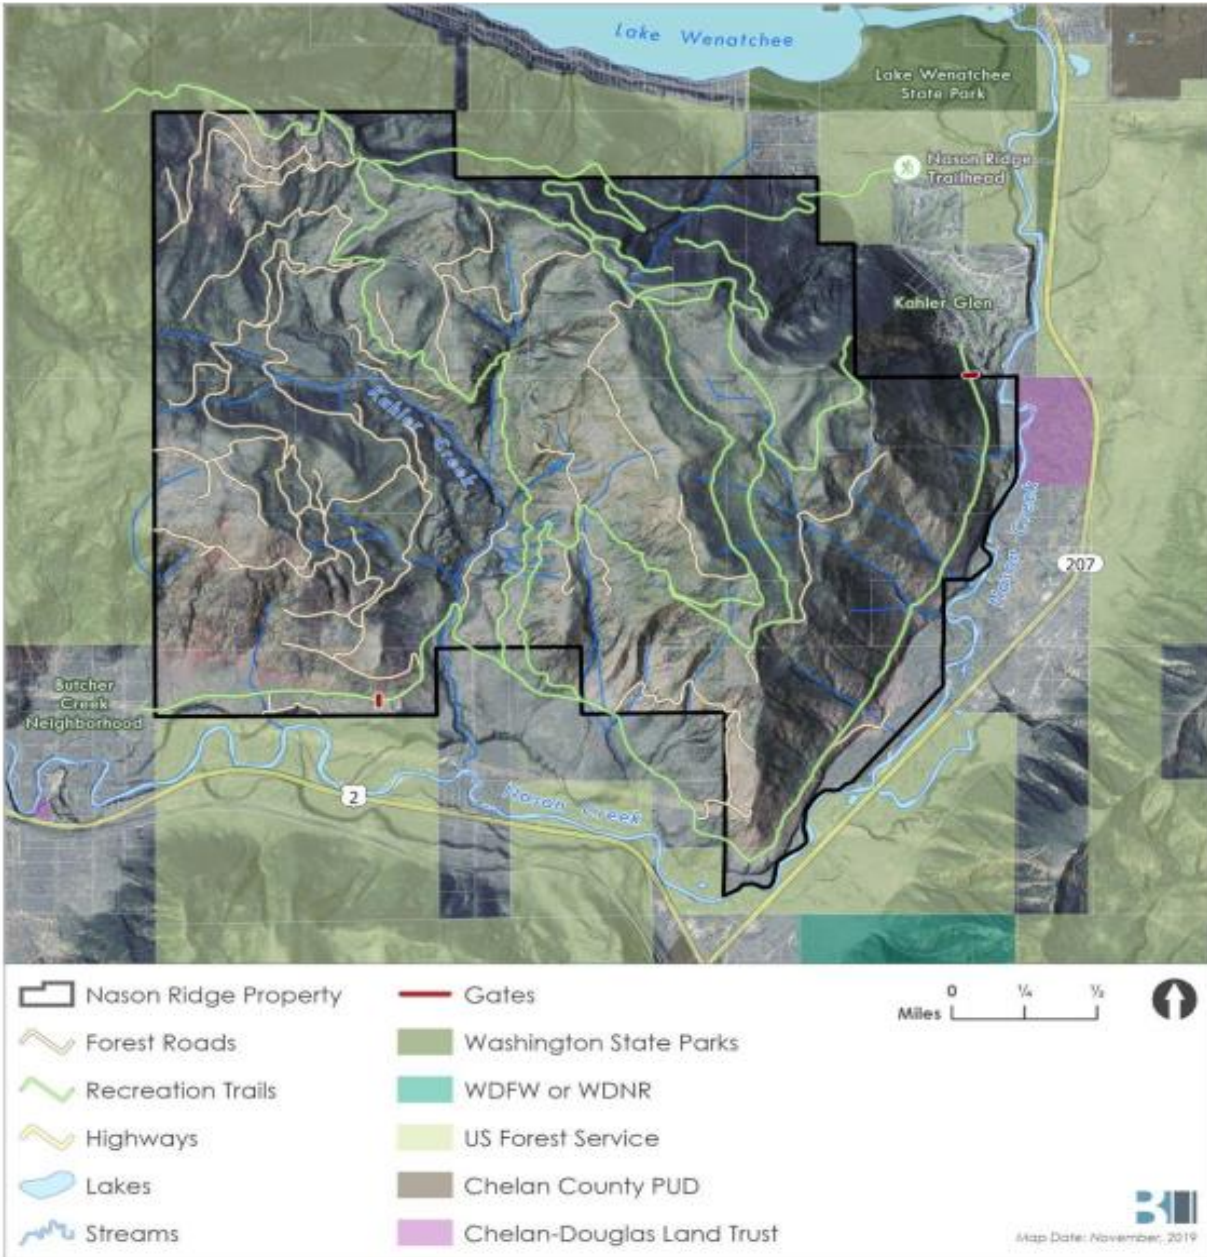 Lake Wenatchee
Lake Wenatchee
State Park
Nason Ridge
Trailhead
Kahler Glen
Kahler Creek
Nason Creek
207
Butcher
Creek
Neighborhood
2
Nason Creek
Nason Ridge Property
Forest Roads
Recreation Trails
Highways
Lakes
Streams
Gates
Washington State Parks
WDFW or WDNR
US Forest Service
Chelan County PUD
Chelan-Douglas Land Trust
0 ¼ ½
Miles
Map Date: November, 2019